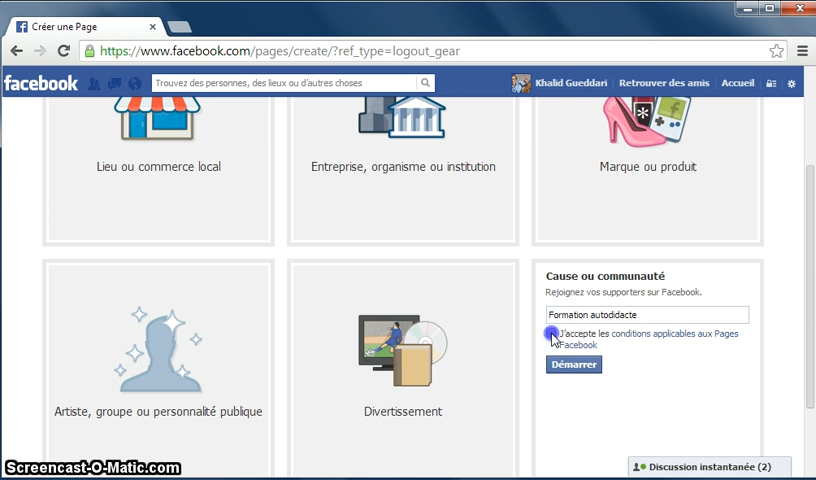 Créer une Page
https://www.facebook.com/pages/create/?ref_type=logout_gear
facebook
Trouvez des personnes, des lieux ou d'autres choses
Khalid Gueddari
Retrouver des amis
Accueil
Lieu ou commerce local
Entreprise, organisme ou institution
Marque ou produit
Cause ou communauté
Rejoignez vos supporters sur Facebook.
Formation autodidacte
J'accepte les conditions applicables aux Pages
Facebook
Démarrer
Artiste, groupe ou personnalité publique
Divertissement
Discussion instantanée (2)
Screencast-O-Matic.com